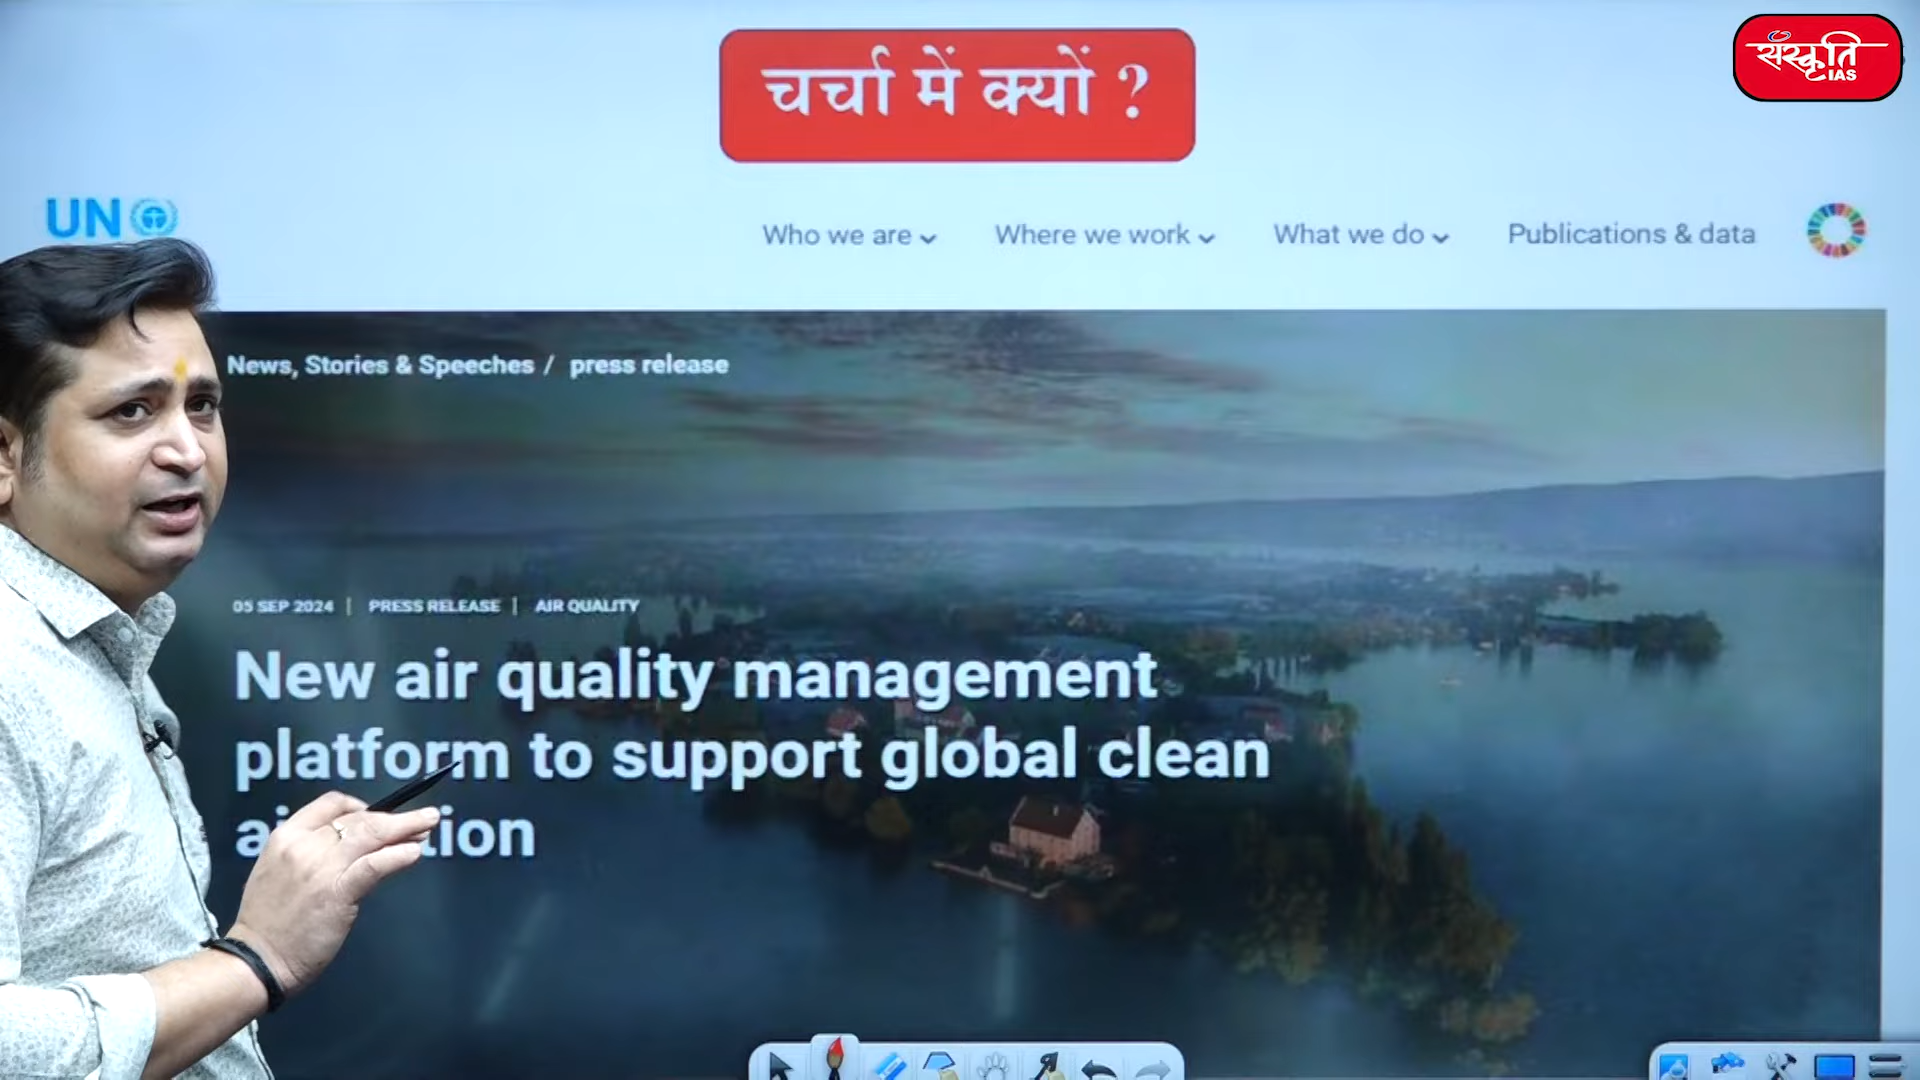 चर्चा में क्यों ?
संस्कृति
IAS
UN
Who we are
Where we work
What we do
Publications & data
News, Stories & Speeches / press release
05 SEP 2024 | PRESS RELEASE | AIR QUALITY
New air quality management
platform to support global clean